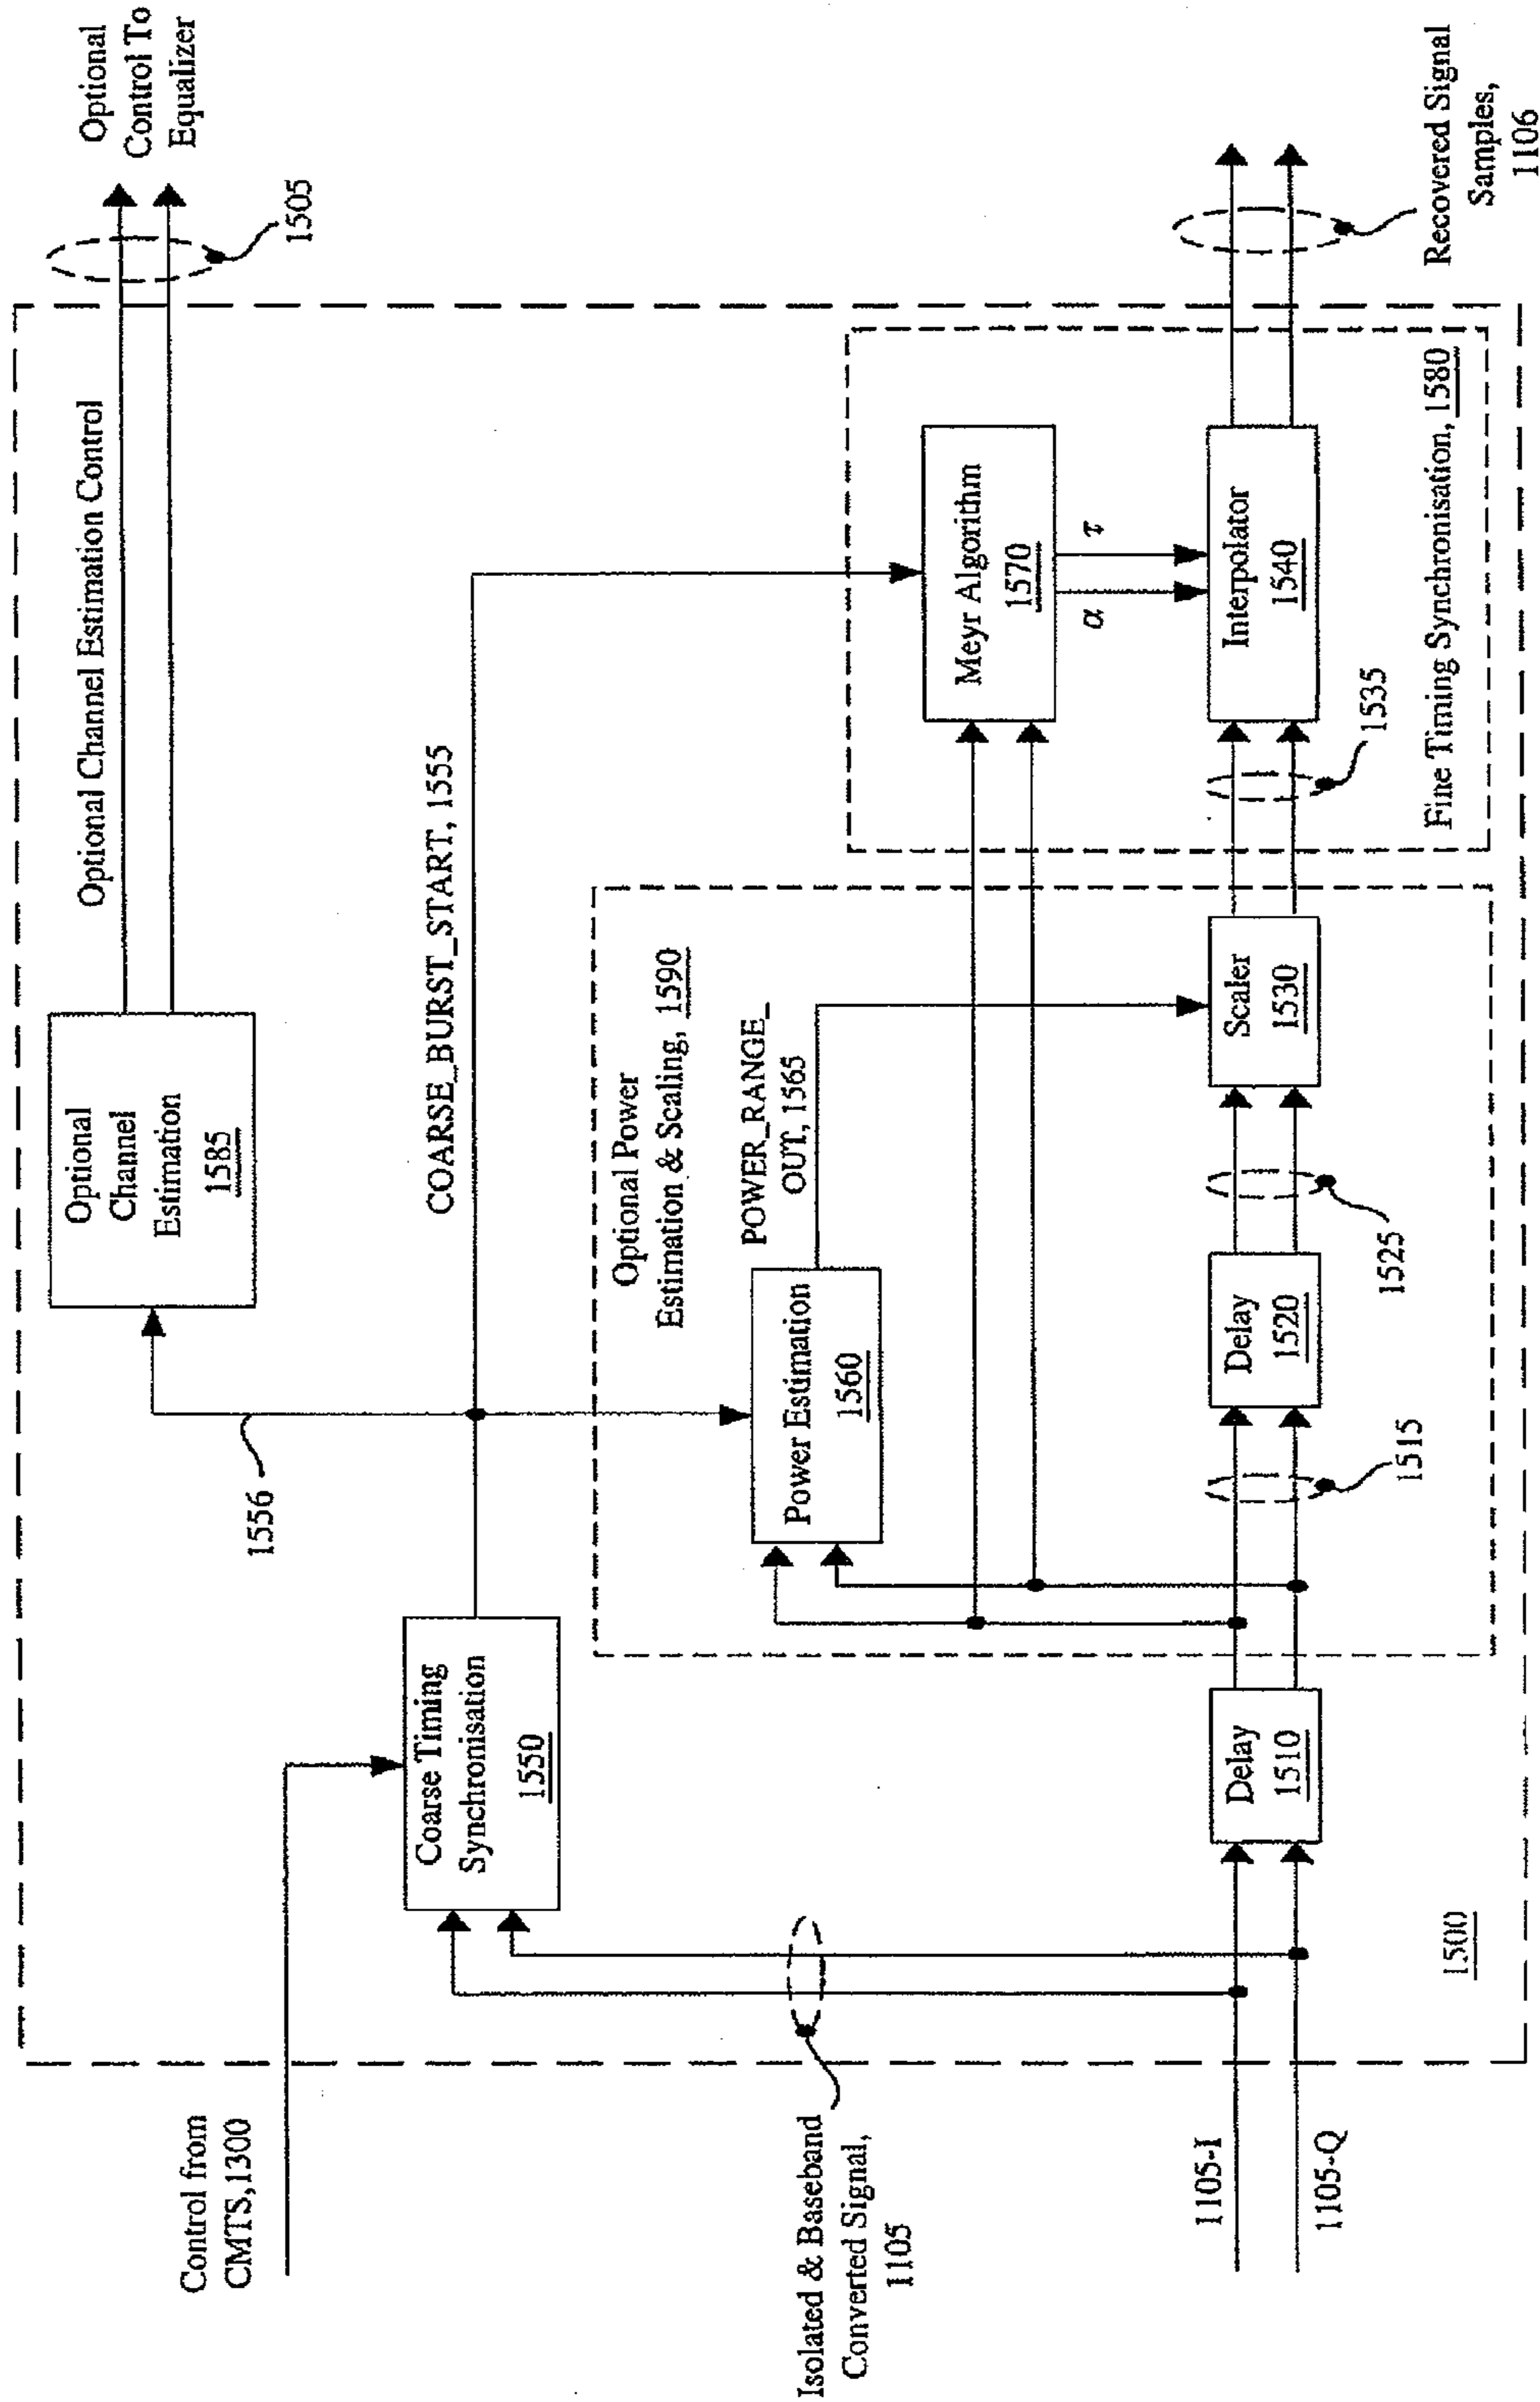 Control from
CMTS,1300
Optional
Channel
Estimation
1585
Optional Channel Estimation Control
Optional
Control To
Equalizer
1505
1556
COARSE_BURST_START, 1555
Coarse Timing
Synchronisation
1550
Isolated & Baseband
Converted Signal,
1105
Optional Power
Estimation & Scaling, 1590
POWER_RANGE_
OUT, 1565
Power Estimation
1560
Meyr Algorithm
1570
α
τ
1105-I
1105-Q
Delay
1510
1515
Delay
1520
1525
Scaler
1530
1535
Interpolator
1540
Fine Timing Synchronisation, 1580
Recovered Signal
Samples,
1106
1500